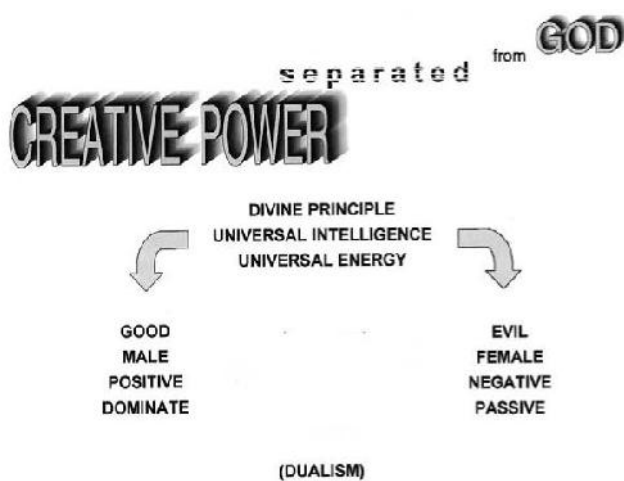 CREATIVE POWER separated from GOD
DIVINE PRINCIPLE
UNIVERSAL INTELLIGENCE
UNIVERSAL ENERGY
GOOD EVIL
MALE FEMALE
POSITIVE NEGATIVE
DOMINATE PASSIVE
(DUALISM)